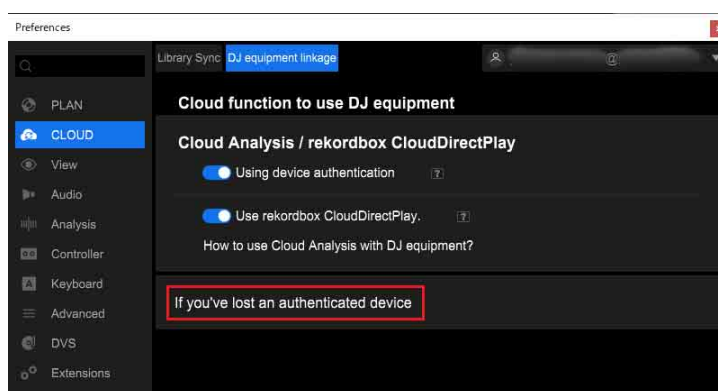 Preferences
Library Sync DJ equipment linkage
@
PLAN
CLOUD
View
Audio
Analysis
Controller
Keyboard
Advanced
DVS
Extensions
Cloud function to use DJ equipment
Cloud Analysis / rekordbox CloudDirectPlay
Using device authentication ?
Use rekordbox CloudDirectPlay. ?
How to use Cloud Analysis with DJ equipment?
If you've lost an authenticated device